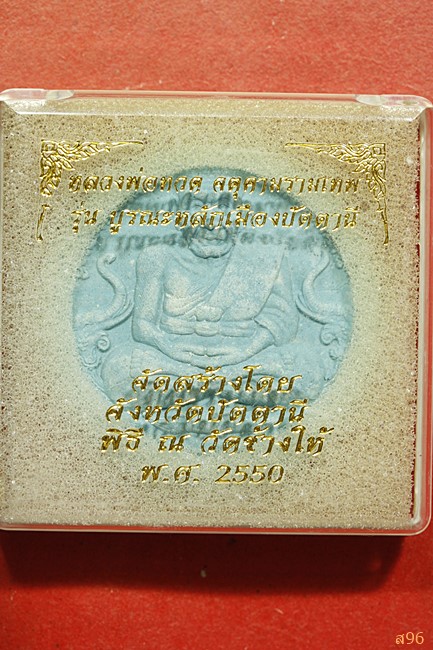 หลวงพ่อทวด จตุคามรามเทพ
รุ่น บูรณะหลักเมืองปัตตานี
จัดสร้างโดย
จังหวัดปัตตานี
พิธี ณ วัดช้างให้
พ.ศ. 2550
ส96